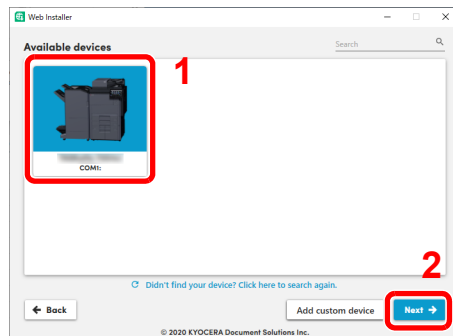 Web Installer
Available devices
Search
1
COM1:
2
Didn't find your device? Click here to search again.
Back
Add custom device
Next
© 2020 KYOCERA Document Solutions Inc.